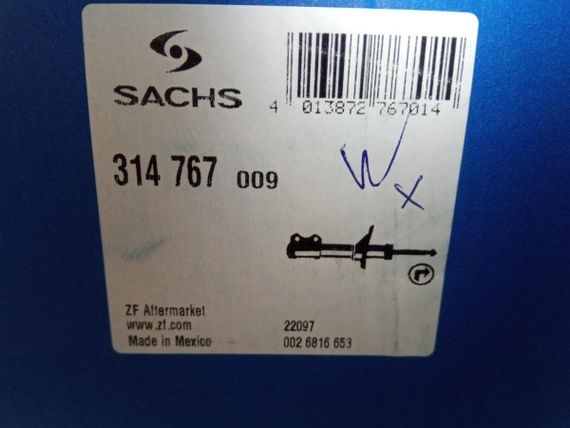 SACHS
4 013872 767014
314 767 009
W
x
ZF Aftermarket
www.zf.com
Made in Mexico
22097
002 6816 653